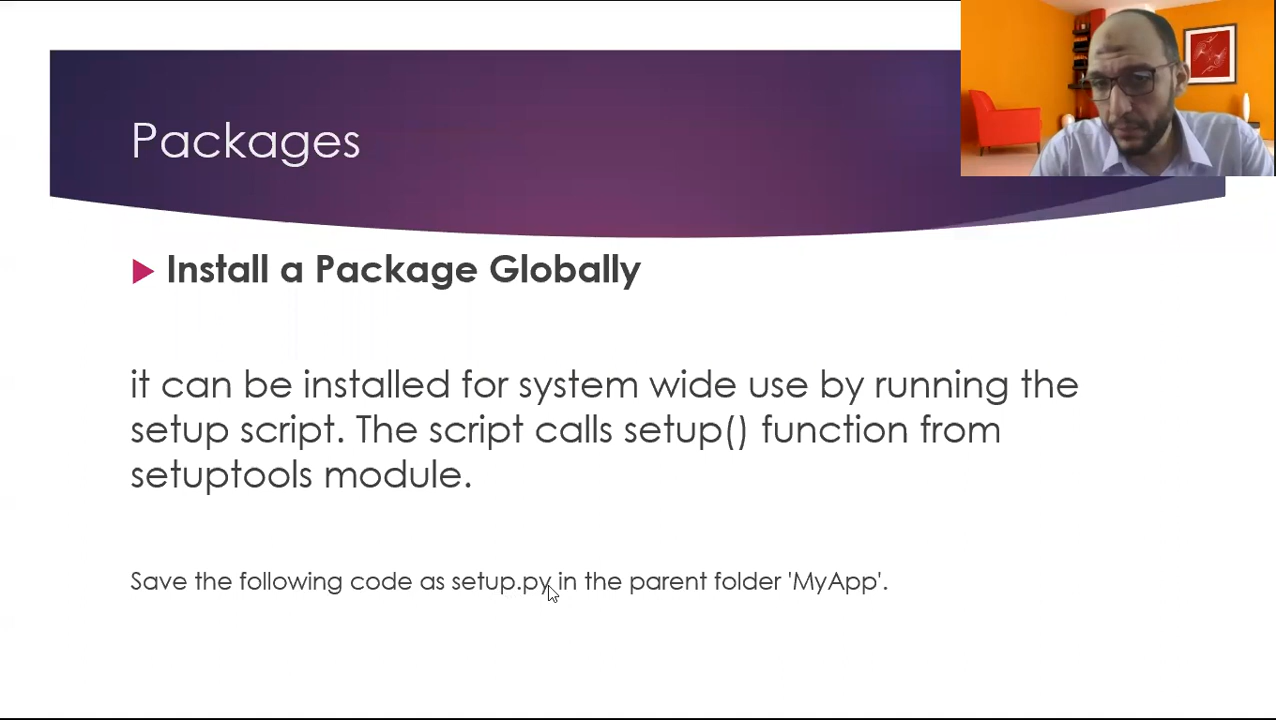 Packages
Install a Package Globally
it can be installed for system wide use by running the
setup script. The script calls setup() function from
setuptools module.
Save the following code as setup.py in the parent folder 'MyApp'.